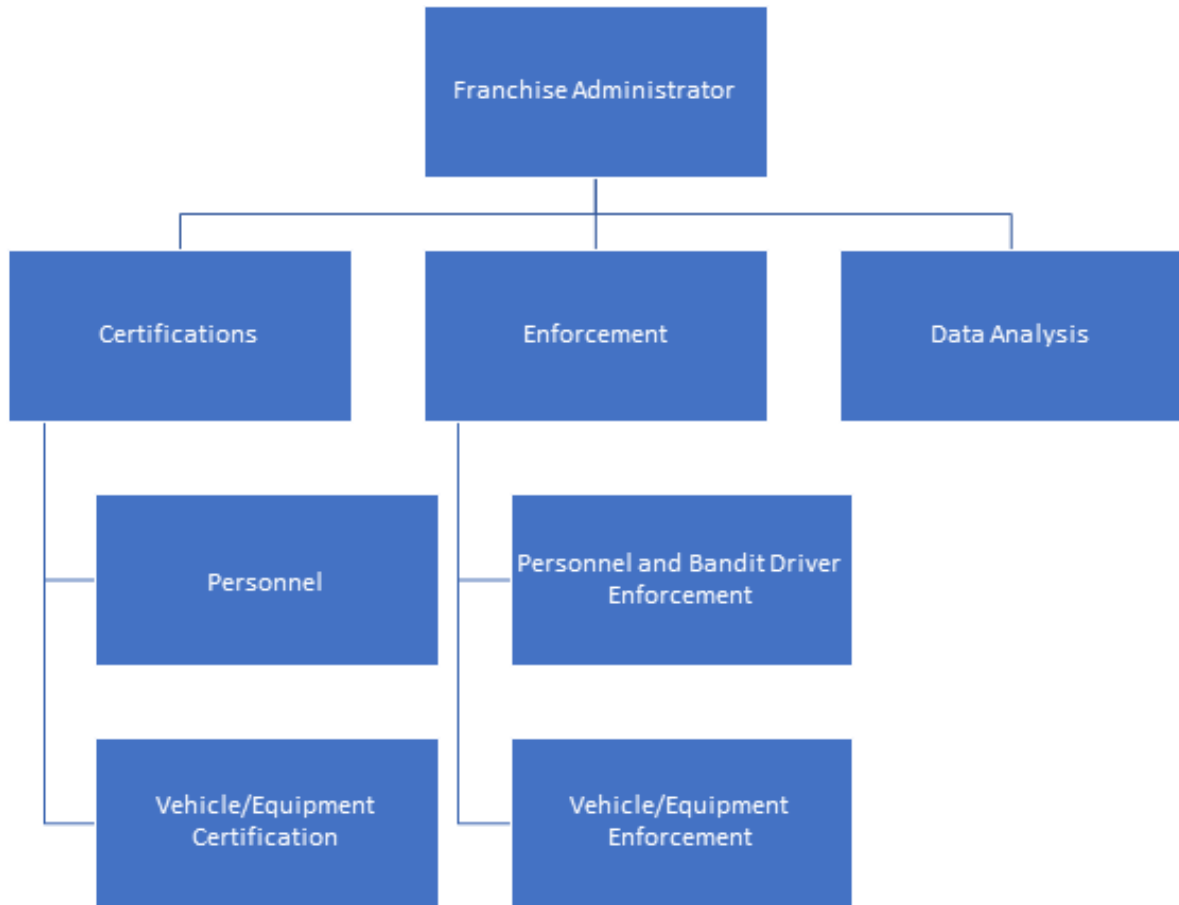 Franchise Administrator
Certifications
Enforcement
Data Analysis
Personnel
Personnel and Bandit Driver
Enforcement
Vehicle/Equipment
Certification
Vehicle/Equipment
Enforcement